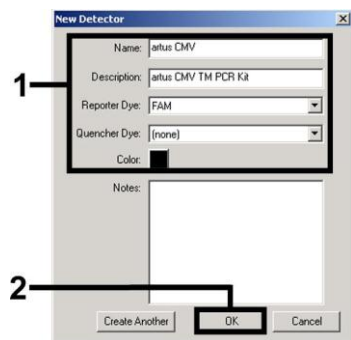 New Detector
Name: artus CMV
Description: artus CMV TM PCR Kit
Reporter Dye: FAM
Quencher Dye: (none)
Color:
Notes:
Create Another OK Cancel
1
2